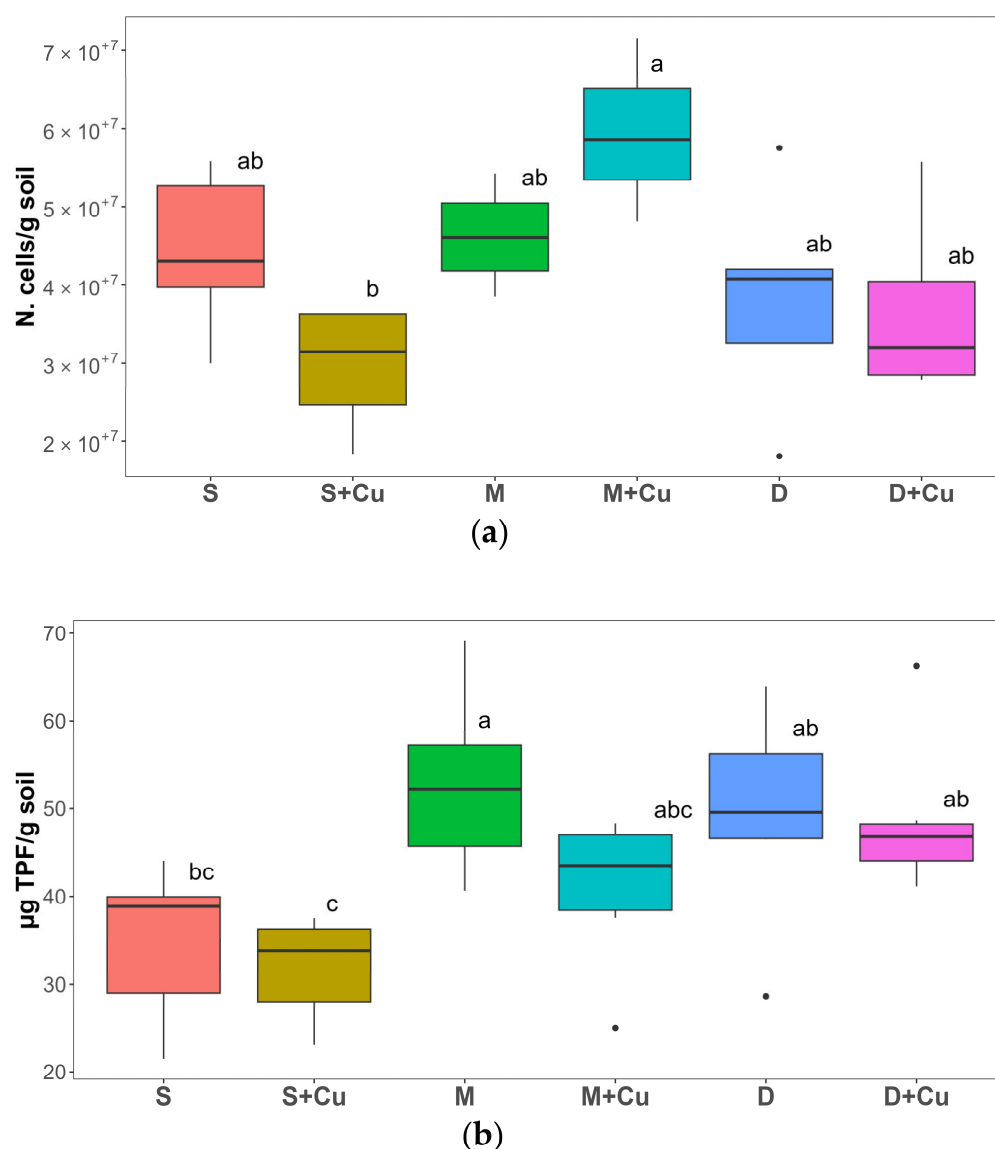 N. cells/g soil
7 × 10⁺⁷
6 × 10⁺⁷
5 × 10⁺⁷
4 × 10⁺⁷
3 × 10⁺⁷
2 × 10⁺⁷
ab
b
ab
a
ab
ab
S S+Cu M M+Cu D D+Cu
(a)
µg TPF/g soil
70
60
50
40
30
20
bc
c
a
abc
ab
ab
S S+Cu M M+Cu D D+Cu
(b)